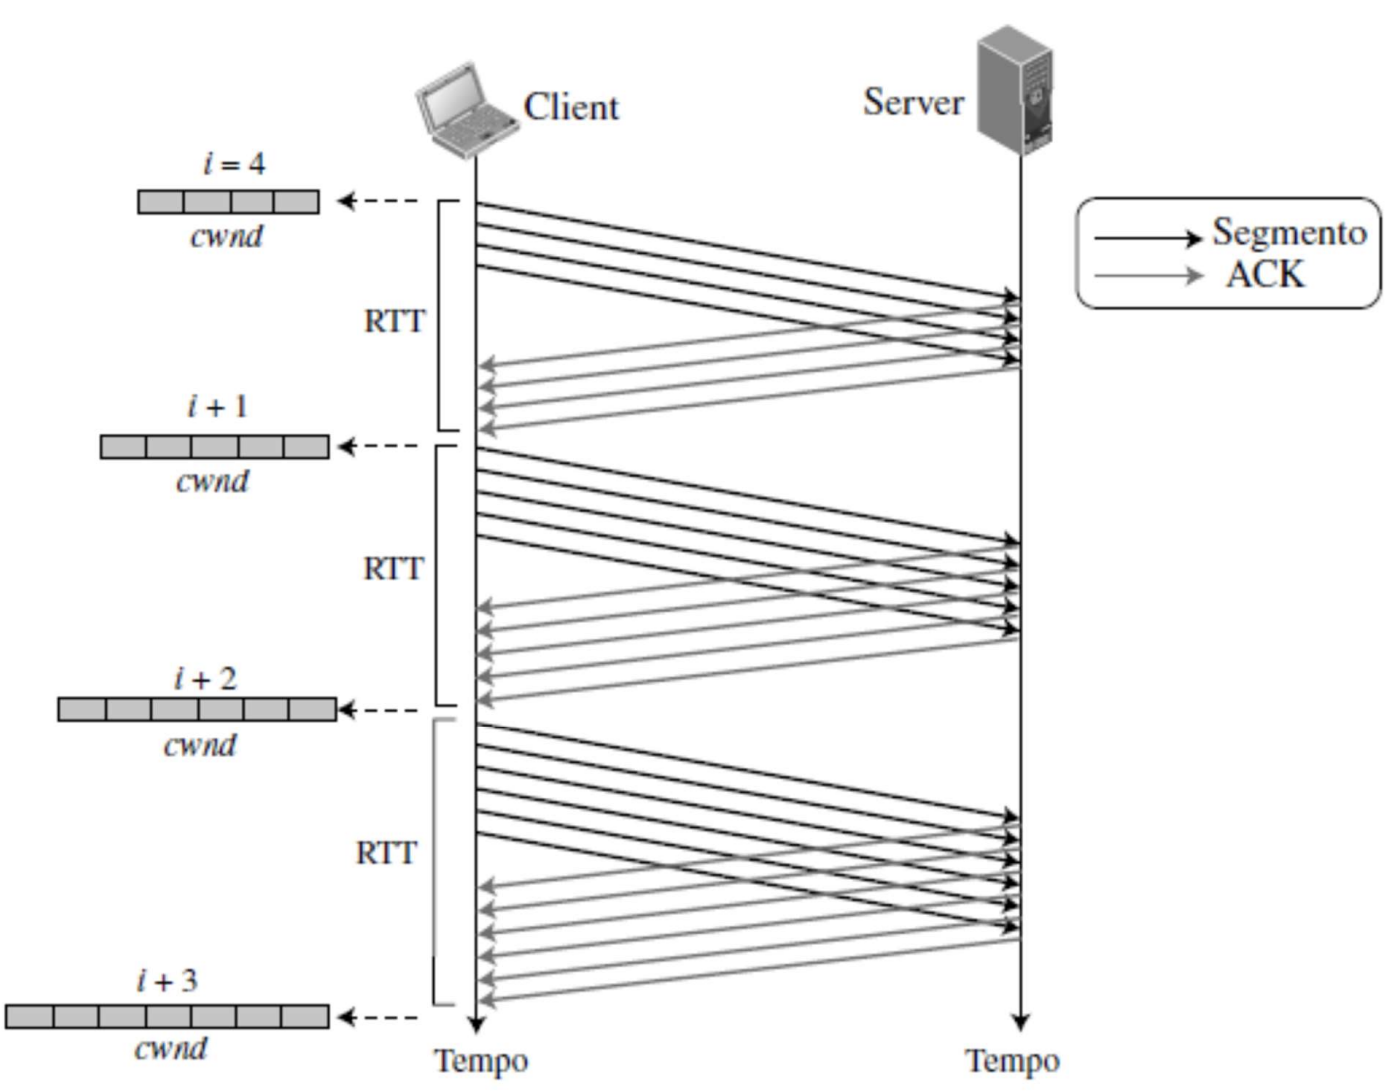 Client
Server
i = 4
cwnd
Segmento
ACK
RTT
i + 1
cwnd
RTT
i + 2
cwnd
RTT
i + 3
cwnd
Tempo
Tempo